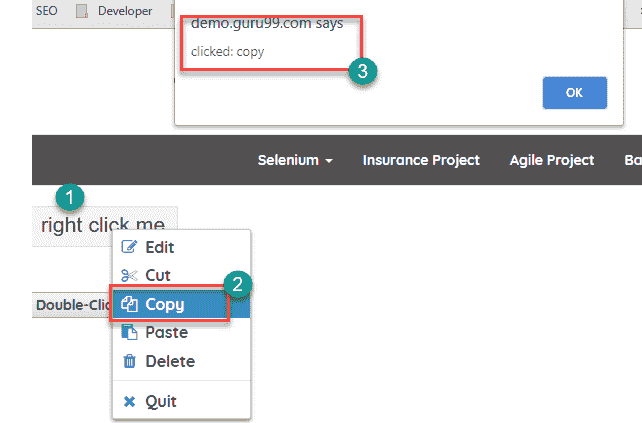 SEO Developer
demo.guru99.com says
clicked: copy
3
OK
Selenium Insurance Project Agile Project Ba
1
right click me
Edit
Cut
2
Double-Clic
Copy
Paste
Delete
Quit